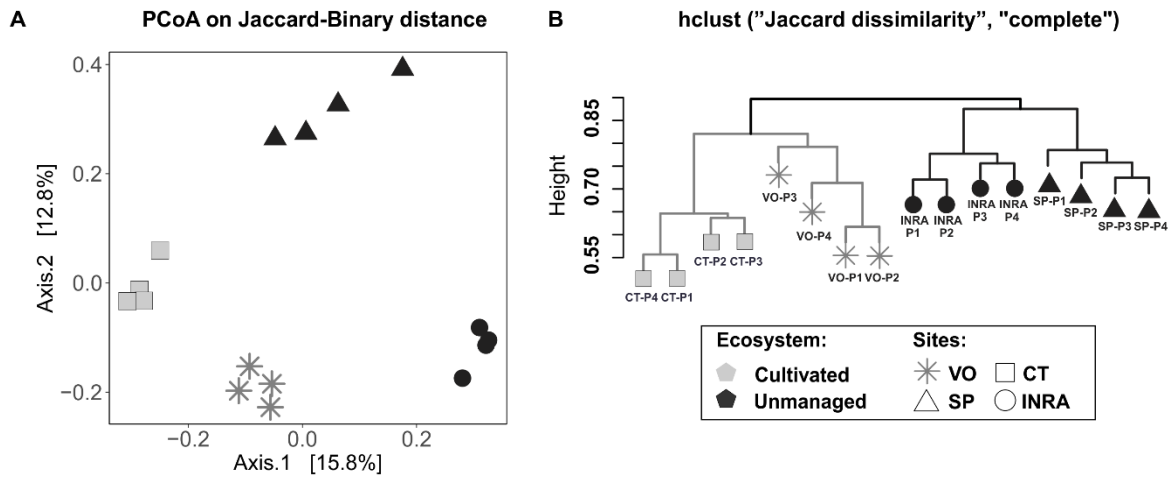 A
PCoA on Jaccard-Binary distance
0.4
0.2
0.0
−0.2
Axis.2 [12.8%]
−0.2
0.0
0.2
Axis.1 [15.8%]
B
hclust (”Jaccard dissimilarity”, "complete")
Height
0.85
0.70
0.55
CT-P4
CT-P1
CT-P2
CT-P3
VO-P3
VO-P4
VO-P1
VO-P2
INRA
P1
INRA
P2
INRA
P3
INRA
P4
SP-P1
SP-P2
SP-P3
SP-P4
Ecosystem:
Cultivated
Unmanaged
Sites:
VO
CT
SP
INRA